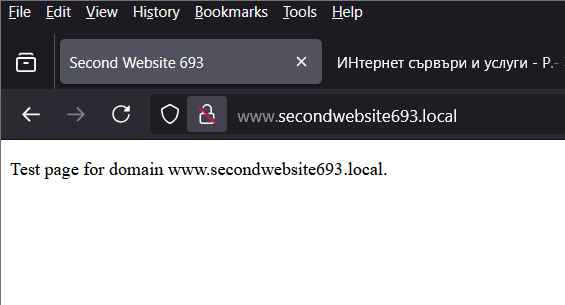 File Edit View History Bookmarks Tools Help
Second Website 693 ИНтернет сървъри и услуги - Р.-
www.secondwebsite693.local
Test page for domain www.secondwebsite693.local.